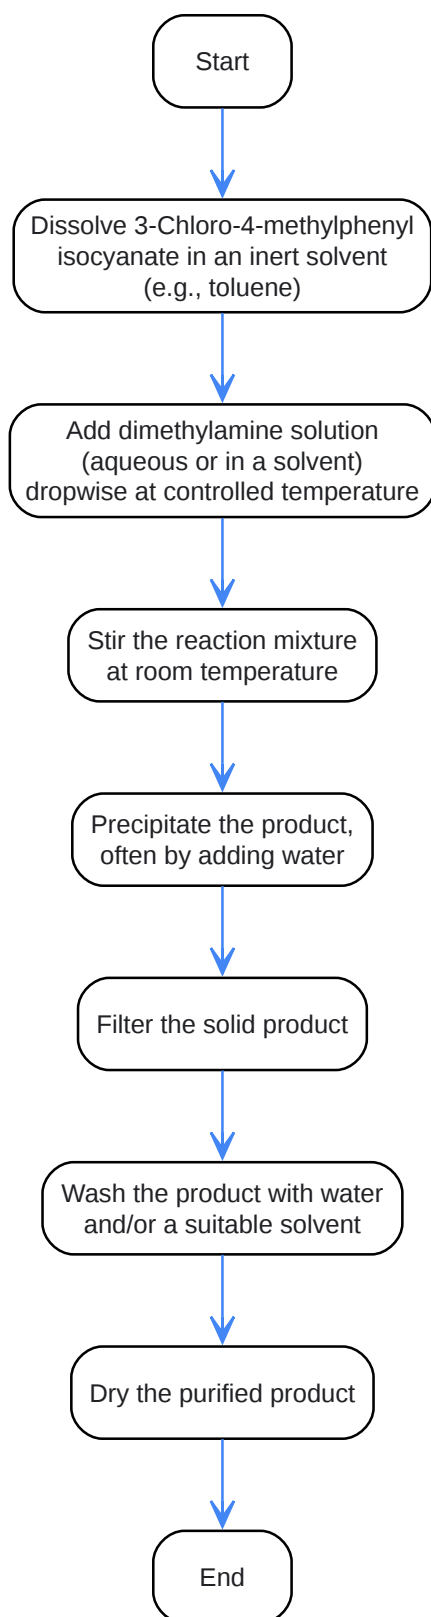 Start
Dissolve 3-Chloro-4-methylphenyl
isocyanate in an inert solvent
(e.g., toluene)
Add dimethylamine solution
(aqueous or in a solvent)
dropwise at controlled temperature
Stir the reaction mixture
at room temperature
Precipitate the product,
often by adding water
Filter the solid product
Wash the product with water
and/or a suitable solvent
Dry the purified product
End